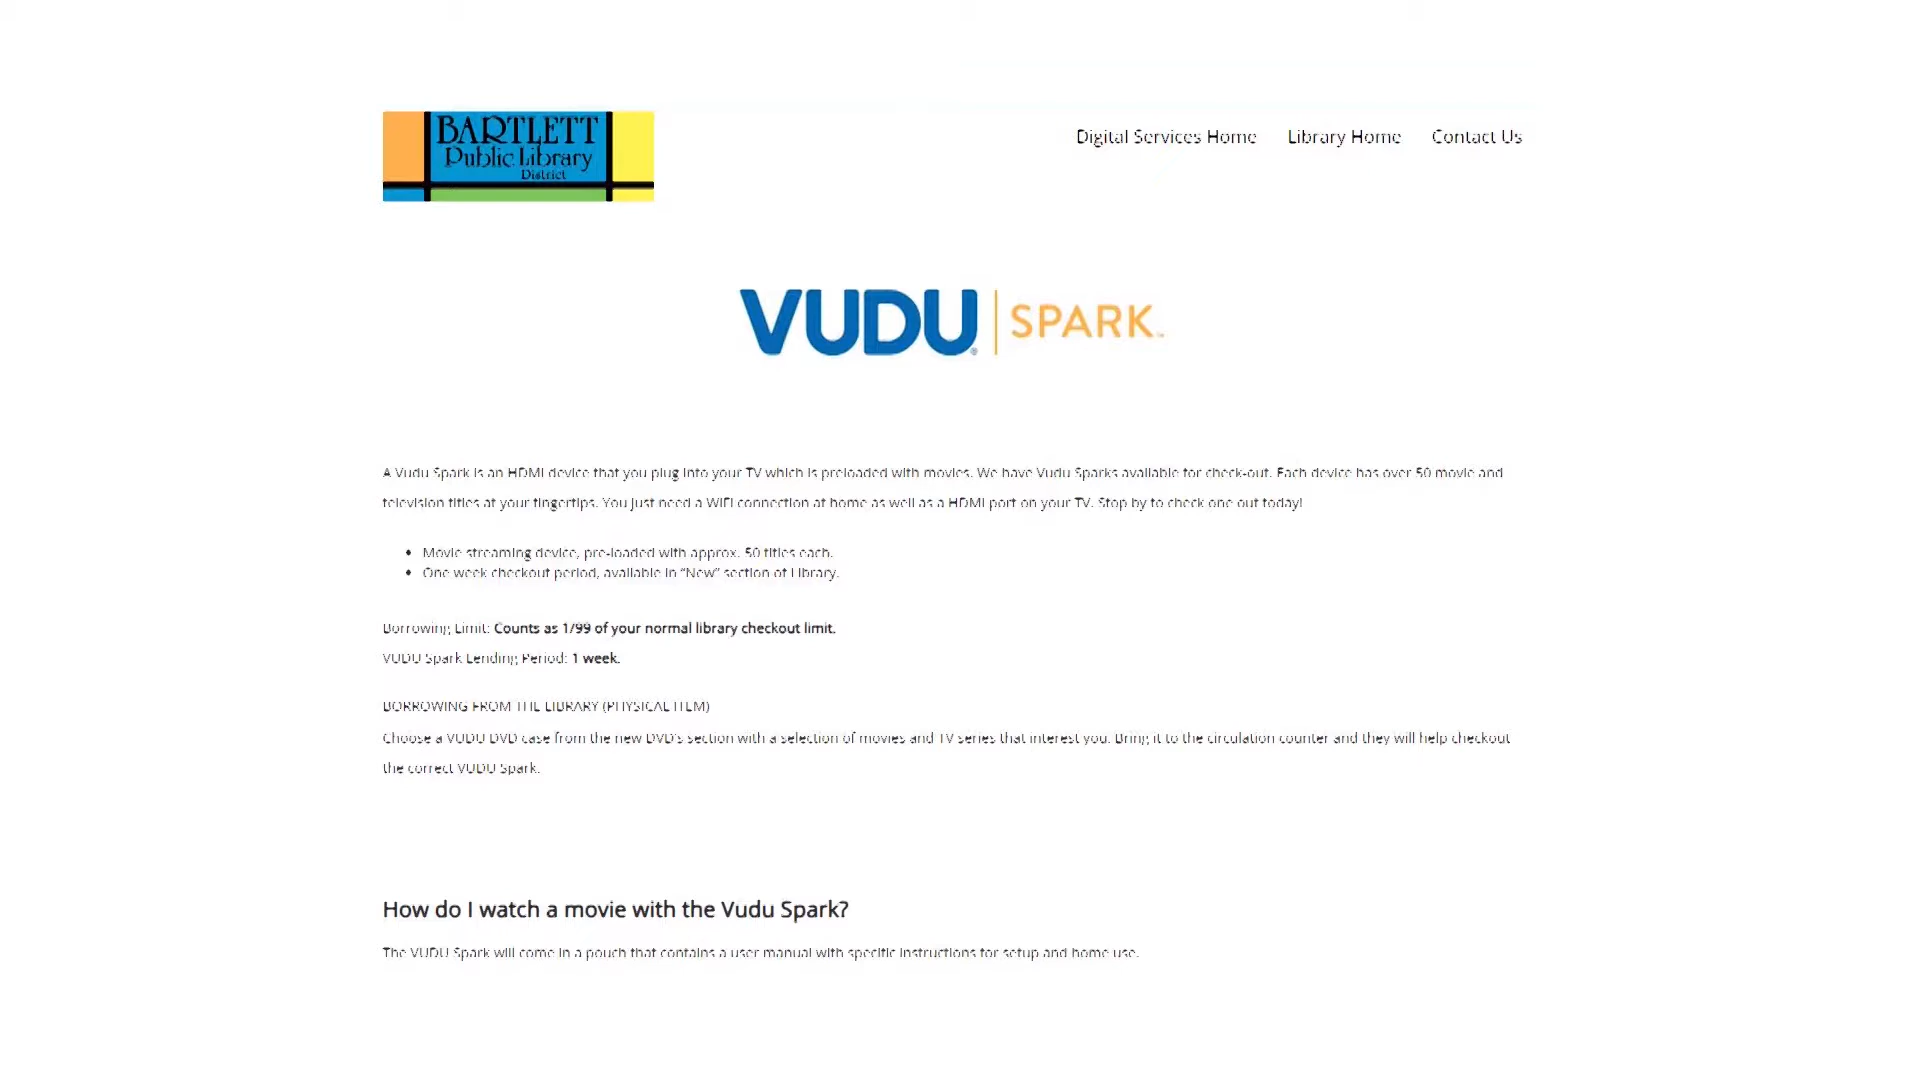 BARTLETT
Public Library
District
Digital Services Home Library Home Contact Us
VUDU® | SPARK™
A Vudu Spark is an HDMI device that you plug into your TV which is preloaded with movies. We have Vudu Sparks available for check-out. Each device has over 50 movie and
television titles at your fingertips. You just need a WIFI connection at home as well as a HDMI port on your TV. Stop by to check one out today!
• Movie streaming device, pre-loaded with approx. 50 titles each.
• One week checkout period, available in “New” section of Library.
Borrowing Limit: Counts as 1/99 of your normal library checkout limit.
VUDU Spark Lending Period: 1 week.
BORROWING FROM THE LIBRARY (PHYSICAL ITEM)
Choose a VUDU DVD case from the new DVD's section with a selection of movies and TV series that interest you. Bring it to the circulation counter and they will help checkout
the correct VUDU Spark.
How do I watch a movie with the Vudu Spark?
The VUDU Spark will come in a pouch that contains a user manual with specific instructions for setup and home use.